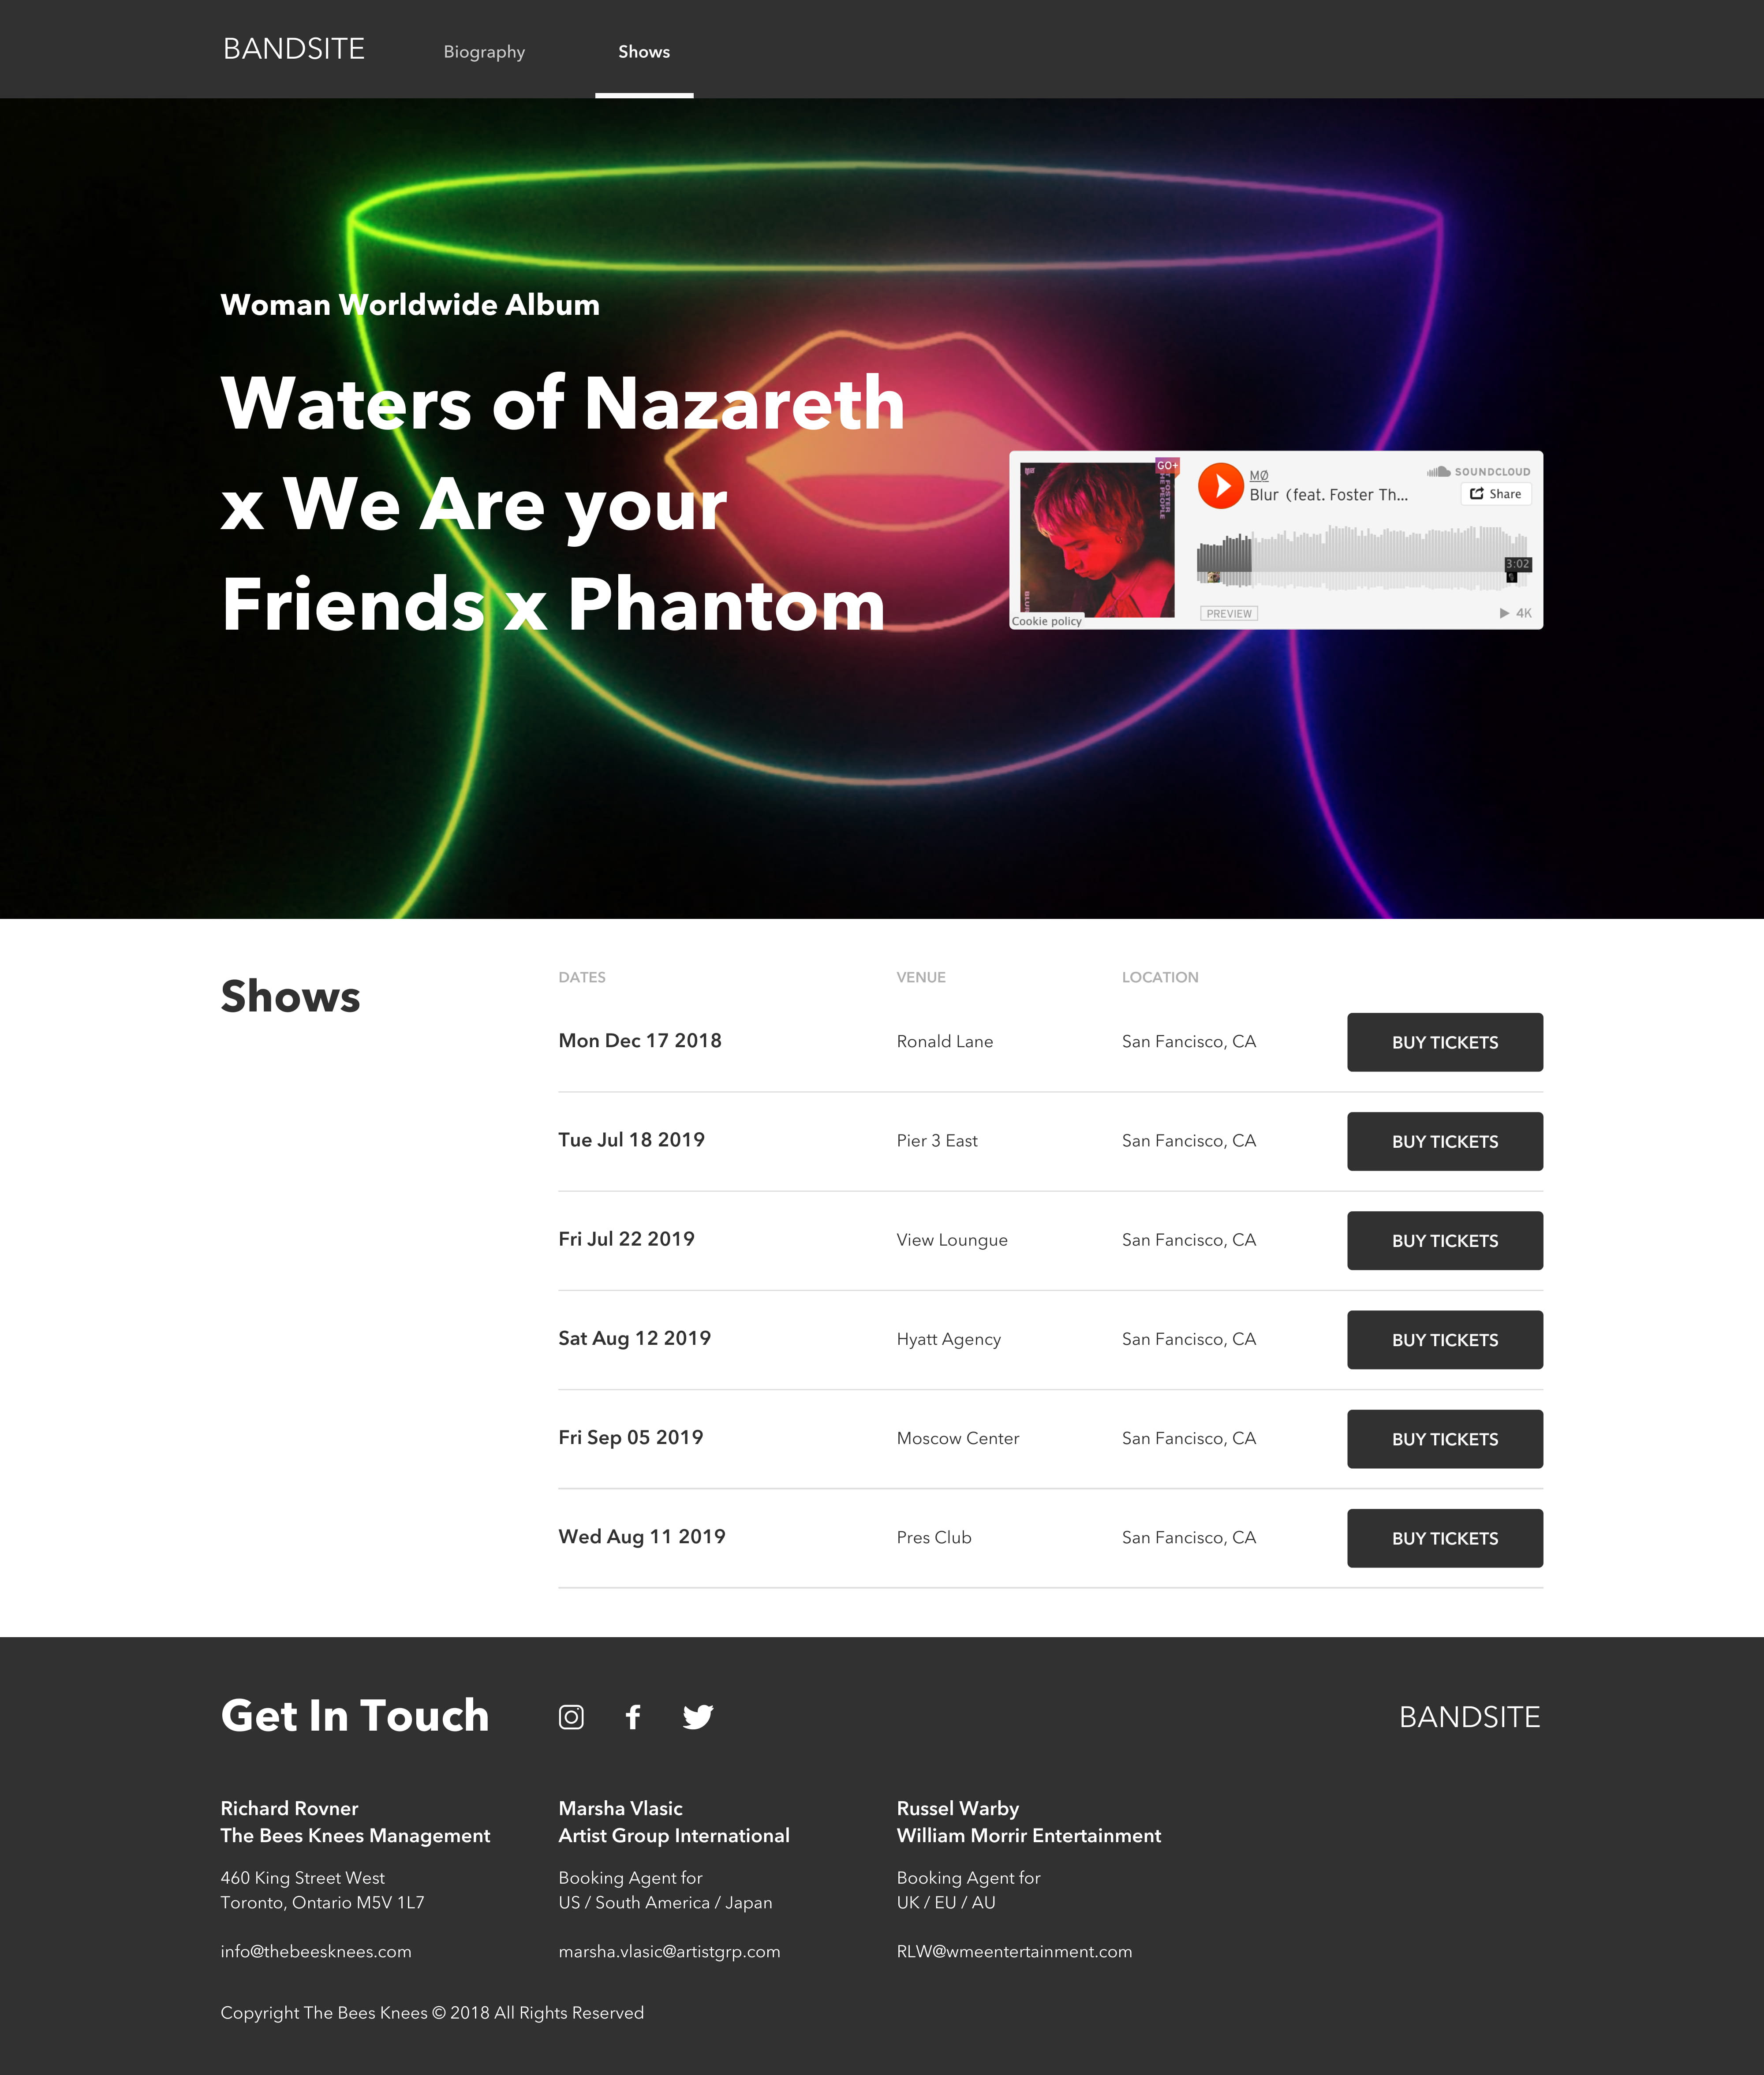 BANDSITE Biography Shows
Woman Worldwide Album
Waters of Nazareth
x We Are your
Friends x Phantom
GO+
MØ
SOUNDCLOUD
Blur (feat. Foster Th...
Share
3:02
Cookie policy
PREVIEW
4K
Shows
DATES VENUE LOCATION
Mon Dec 17 2018 Ronald Lane San Fancisco, CA BUY TICKETS
Tue Jul 18 2019 Pier 3 East San Fancisco, CA BUY TICKETS
Fri Jul 22 2019 View Loungue San Fancisco, CA BUY TICKETS
Sat Aug 12 2019 Hyatt Agency San Fancisco, CA BUY TICKETS
Fri Sep 05 2019 Moscow Center San Fancisco, CA BUY TICKETS
Wed Aug 11 2019 Pres Club San Fancisco, CA BUY TICKETS
Get In Touch BANDSITE
Richard Rovner
The Bees Knees Management
460 King Street West
Toronto, Ontario M5V 1L7
info@thebeesknees.com
Marsha Vlasic
Artist Group International
Booking Agent for
US / South America / Japan
marsha.vlasic@artistgrp.com
Russel Warby
William Morrir Entertainment
Booking Agent for
UK / EU / AU
RLW@wmeentertainment.com
Copyright The Bees Knees © 2018 All Rights Reserved